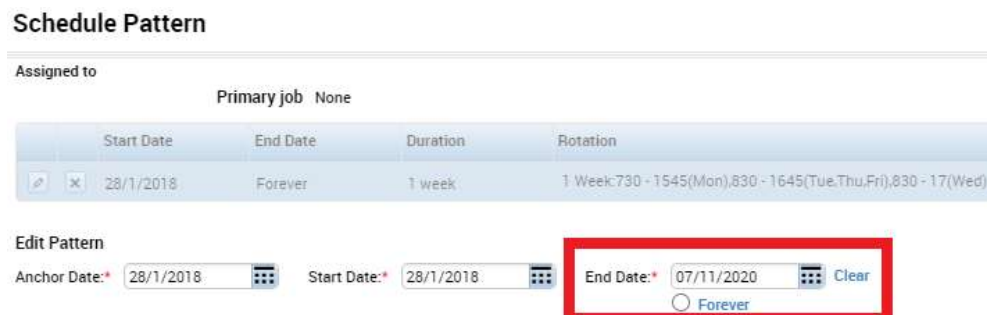 Schedule Pattern
Assigned to
Primary job None
Start Date End Date Duration Rotation
28/1/2018 Forever 1 week 1 Week:730 - 1545(Mon),830 - 1645(Tue,Thu,Fri),830 - 17(Wed)
Edit Pattern
Anchor Date:* 28/1/2018 Start Date:* 28/1/2018 End Date:* 07/11/2020 Clear
Forever